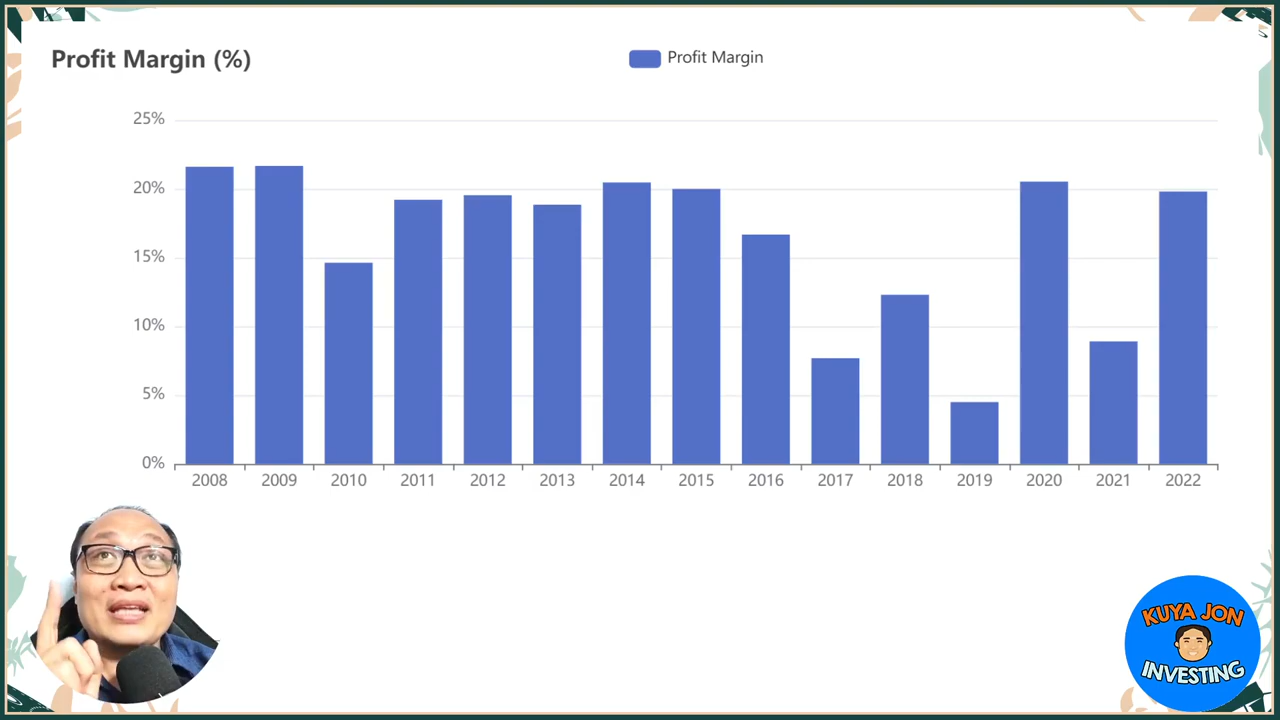 Profit Margin (%)
Profit Margin
25%
20%
15%
10%
5%
0%
2008 2009 2010 2011 2012 2013 2014 2015 2016 2017 2018 2019 2020 2021 2022
KUYA JON
INVESTING